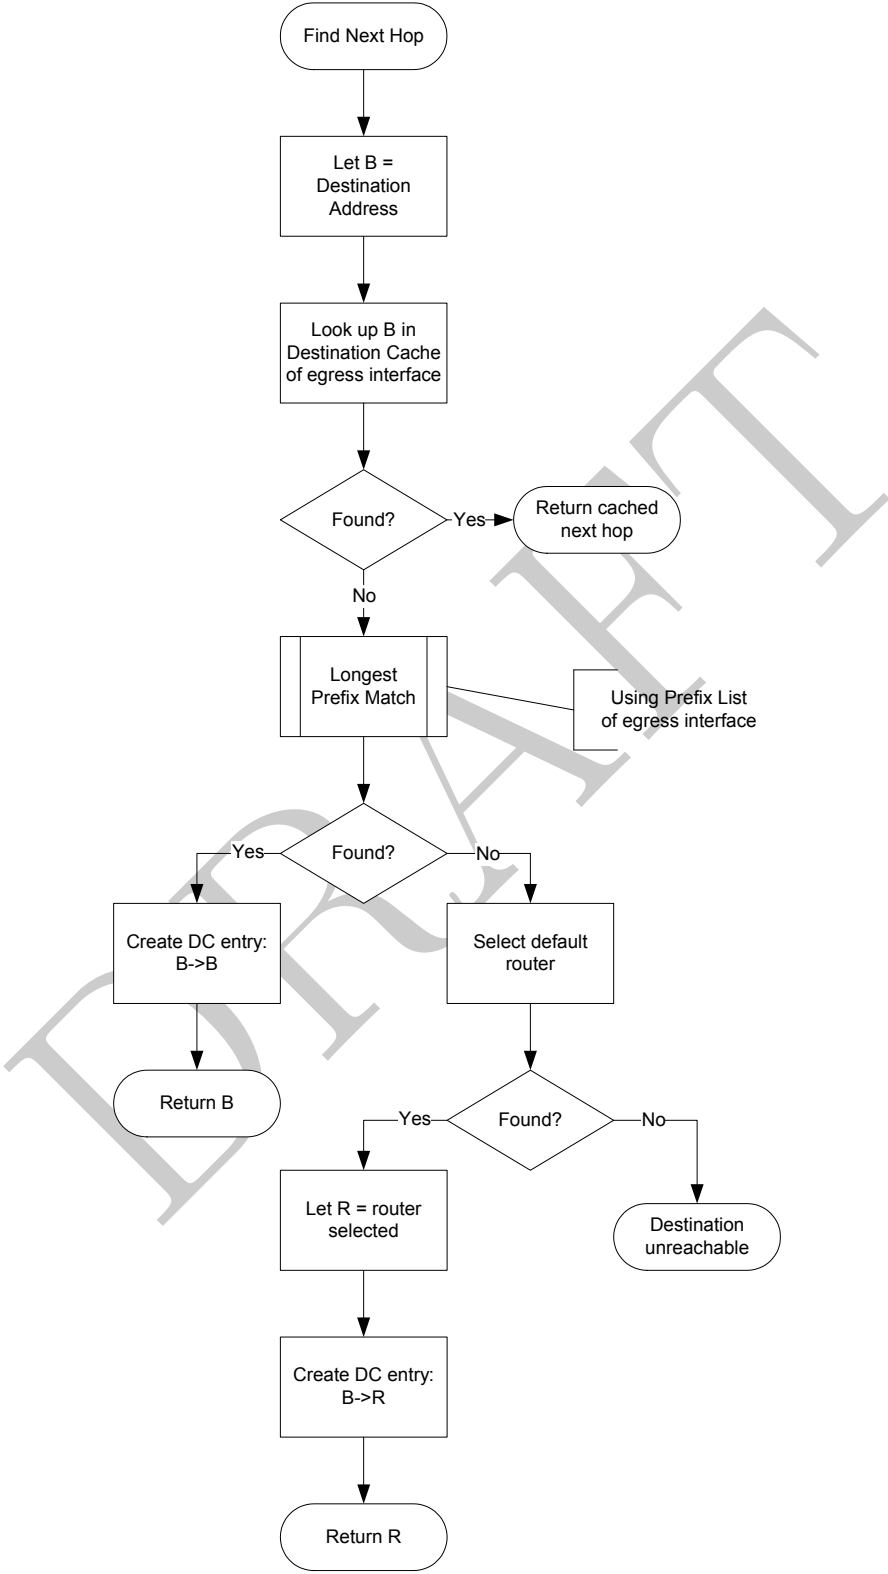 Find Next Hop
Let B =
Destination
Address
Look up B in
Destination Cache
of egress interface
Found?
Yes
Return cached
next hop
No
Longest
Prefix Match
Using Prefix List
of egress interface
Yes
Found?
No
Create DC entry:
B->B
Select default
router
Return B
Yes
Found?
No
Let R = router
selected
Destination
unreachable
Create DC entry:
B->R
Return R
DRAFT